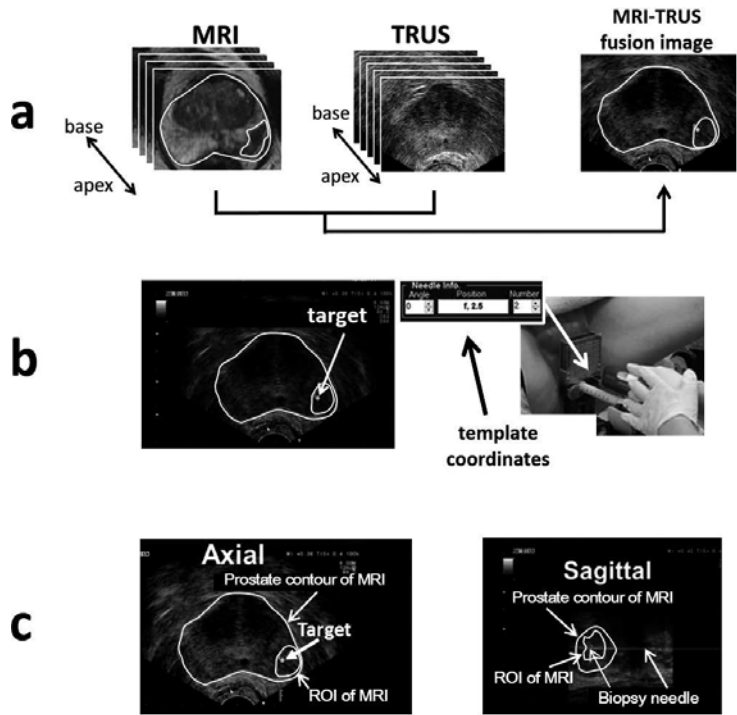 MRI
TRUS
MRI-TRUS
fusion image
a
base
apex
base
apex
b
target
Needle Info.
Angle
Position
Number
0
f, 2.5
2
template
coordinates
c
Axial
Prostate contour of MRI
Target
ROI of MRI
Sagittal
Prostate contour of MRI
ROI of MRI
Biopsy needle